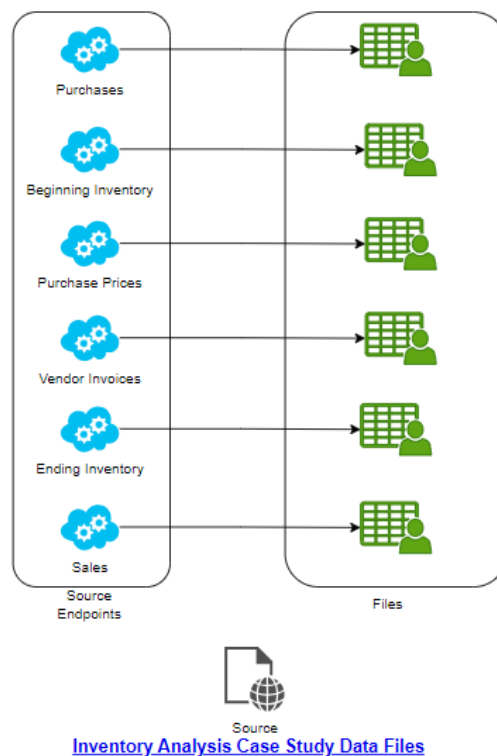 Purchases
Beginning Inventory
Purchase Prices
Vendor Invoices
Ending Inventory
Sales
Source
Endpoints
Files
Source
Inventory Analysis Case Study Data Files